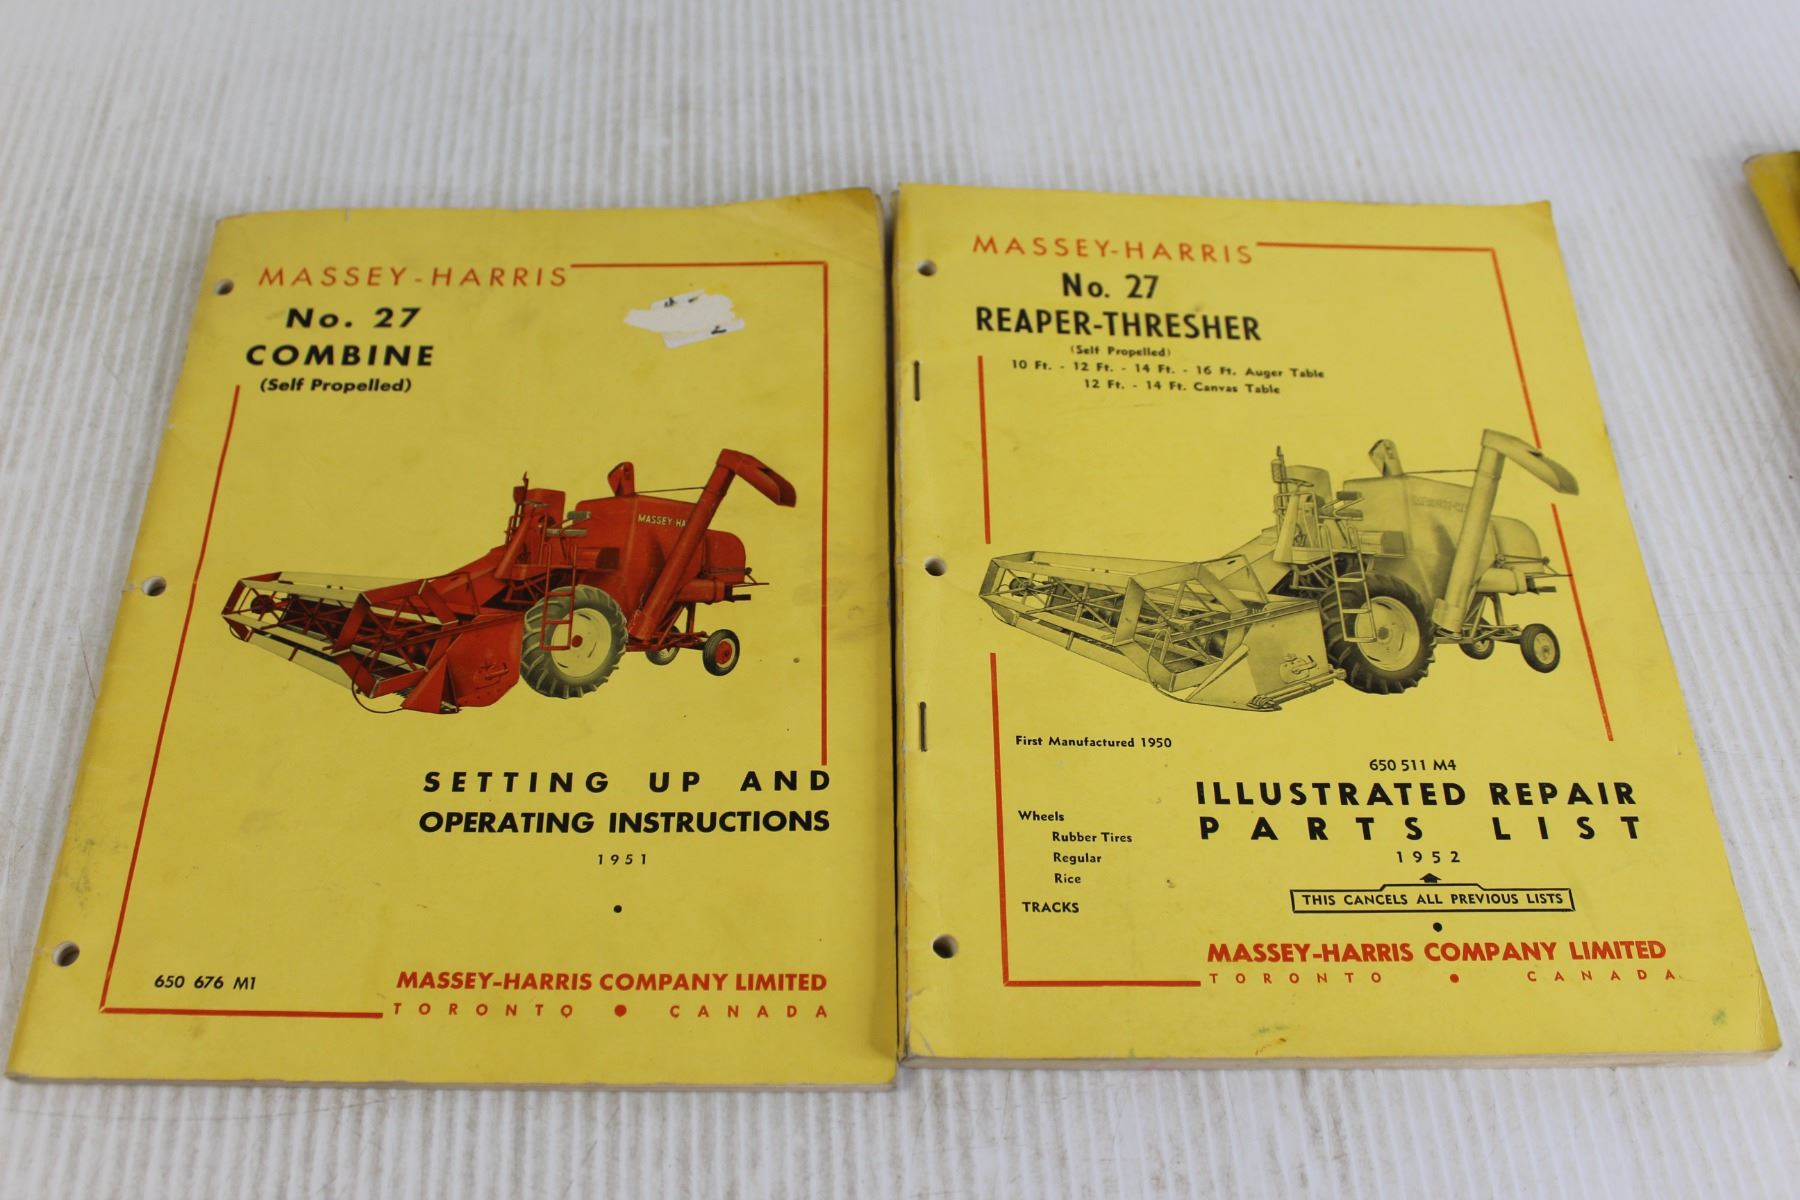 MASSEY-HARRIS
No. 27
COMBINE
(Self Propelled)
MASSEY-HA
SETTING UP AND
OPERATING INSTRUCTIONS
1951
650 676 M1
MASSEY-HARRIS COMPANY LIMITED
TORONTO • CANADA
MASSEY-HARRIS
No. 27
REAPER-THRESHER
(Self Propelled)
10 Ft. - 12 Ft. - 14 Ft. - 16 Ft. Auger Table
12 Ft. - 14 Ft. Canvas Table
First Manufactured 1950
650 511 M4
ILLUSTRATED REPAIR
PARTS LIST
1952
THIS CANCELS ALL PREVIOUS LISTS
Wheels
Rubber Tires
Regular
Rice
TRACKS
MASSEY-HARRIS COMPANY LIMITED
TORONTO • CANADA